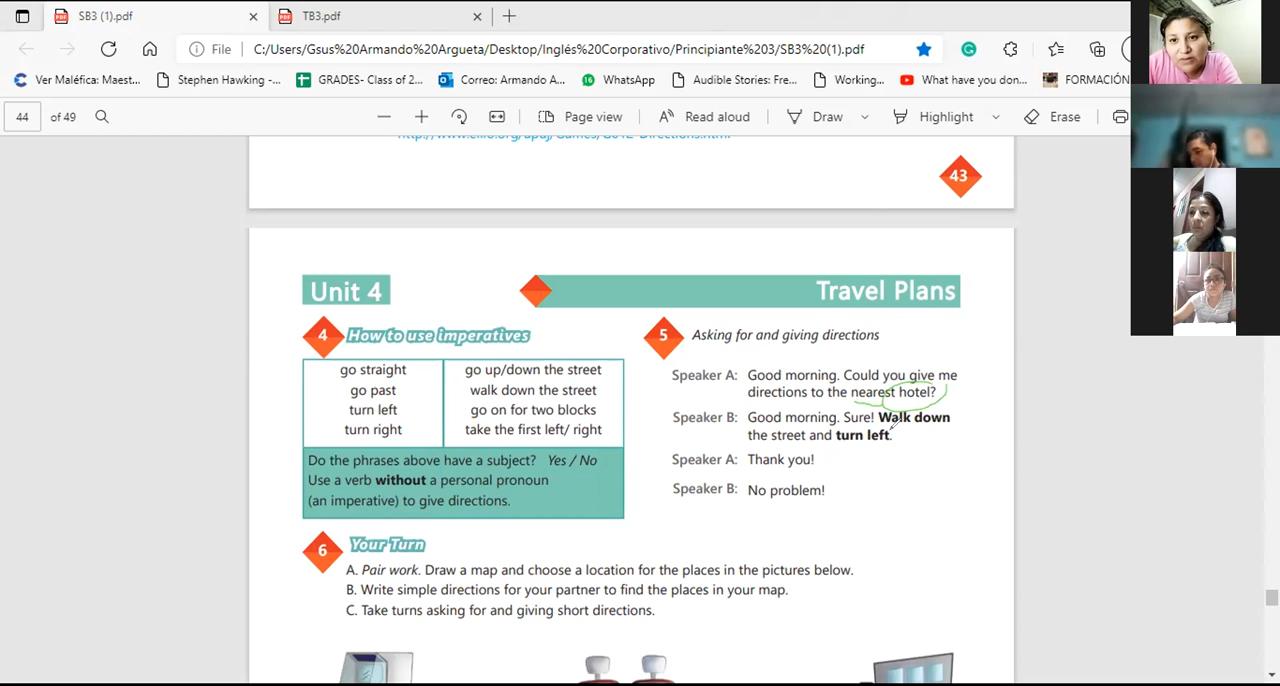 SB3 (1).pdf
TB3.pdf
File
C:/Users/Gsus%20Armando%20Argueta/Desktop/Inglés%20Corporativo/Principiante%203/SB3%20(1).pdf
Ver Maléfica: Maest...
Stephen Hawking -...
GRADES- Class of 2...
Correo: Armando A...
WhatsApp
Audible Stories: Fre...
Working...
What have you don...
FORMACIÓN
44 of 49
Page view
Read aloud
Draw
Highlight
Erase
43
Unit 4
Travel Plans
4 How to use imperatives
go straight
go past
turn left
turn right
go up/down the street
walk down the street
go on for two blocks
take the first left/ right
Do the phrases above have a subject? Yes / No
Use a verb without a personal pronoun
(an imperative) to give directions.
5 Asking for and giving directions
Speaker A: Good morning. Could you give me
directions to the nearest hotel?
Speaker B: Good morning. Sure! Walk down
the street and turn left.
Speaker A: Thank you!
Speaker B: No problem!
6 Your Turn
A. Pair work. Draw a map and choose a location for the places in the pictures below.
B. Write simple directions for your partner to find the places in your map.
C. Take turns asking for and giving short directions.